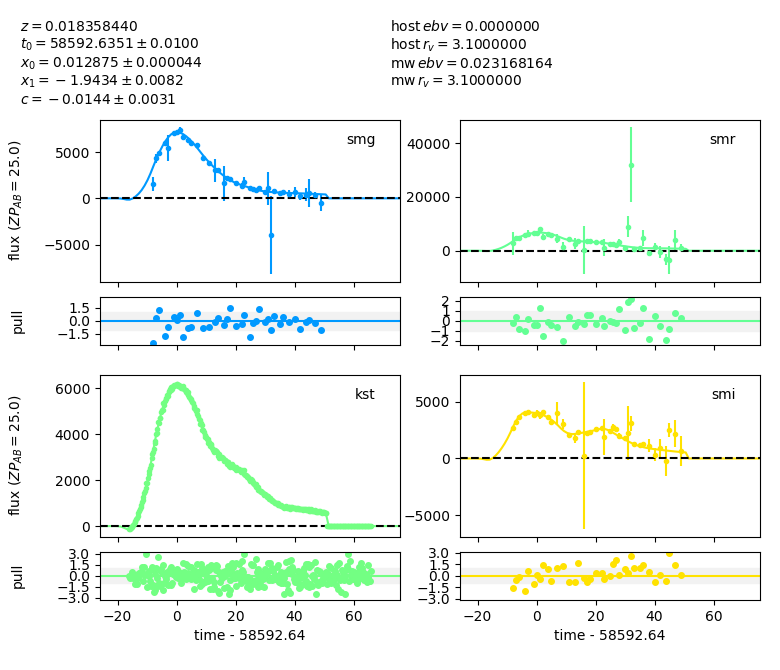 z = 0.018358440
t₀ = 58592.6351 ± 0.0100
x₀ = 0.012875 ± 0.000044
x₁ = −1.9434 ± 0.0082
c = −0.0144 ± 0.0031
host ebv = 0.0000000
host r_v = 3.1000000
mw ebv = 0.023168164
mw r_v = 3.1000000
smg
flux (ZP_AB = 25.0)
5000
0
−5000
smr
40000
20000
0
pull
1.5
0.0
−1.5
2
1
0
−1
−2
kst
flux (ZP_AB = 25.0)
6000
4000
2000
0
smi
5000
0
−5000
pull
3.0
1.5
0.0
−1.5
−3.0
−20 0 20 40 60
time - 58592.64
3.0
1.5
0.0
−1.5
−3.0
−20 0 20 40 60
time - 58592.64